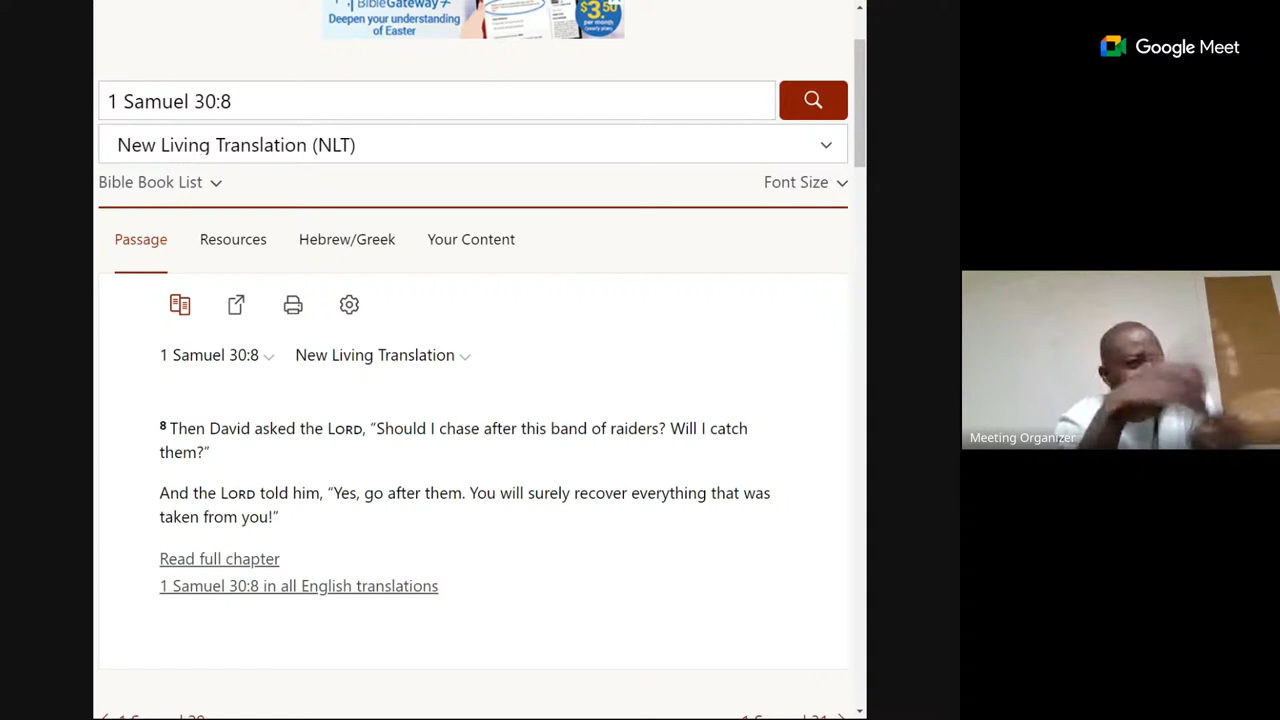 BibleGateway+
Deepen your understanding
of Easter
$3.50
per month
(yearly plan)
Google Meet
1 Samuel 30:8
New Living Translation (NLT)
Bible Book List
Font Size
Passage
Resources
Hebrew/Greek
Your Content
1 Samuel 30:8
New Living Translation
8 Then David asked the LORD, “Should I chase after this band of raiders? Will I catch
them?”
And the LORD told him, “Yes, go after them. You will surely recover everything that was
taken from you!”
Read full chapter
1 Samuel 30:8 in all English translations
Meeting Organizer